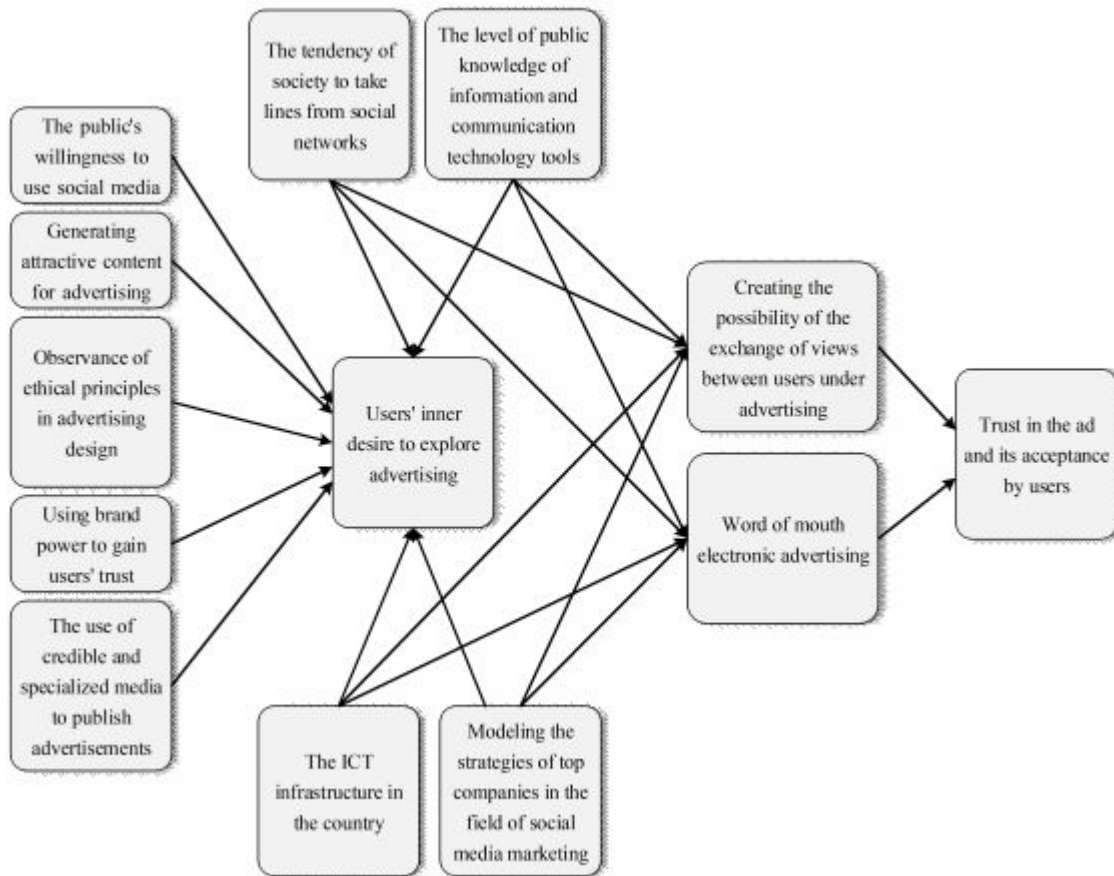 The tendency of
society to take
lines from social
networks
The level of public
knowledge of
information and
communication
technology tools
The public's
willingness to
use social media
Generating
attractive content
for advertising
Observance of
ethical principles
in advertising
design
Using brand
power to gain
users' trust
The use of
credible and
specialized media
to publish
advertisements
Users' inner
desire to explore
advertising
Creating the
possibility of the
exchange of views
between users under
advertising
Word of mouth
electronic advertising
Trust in the ad
and its acceptance
by users
The ICT
infrastructure in
the country
Modeling the
strategies of top
companies in the
field of social
media marketing